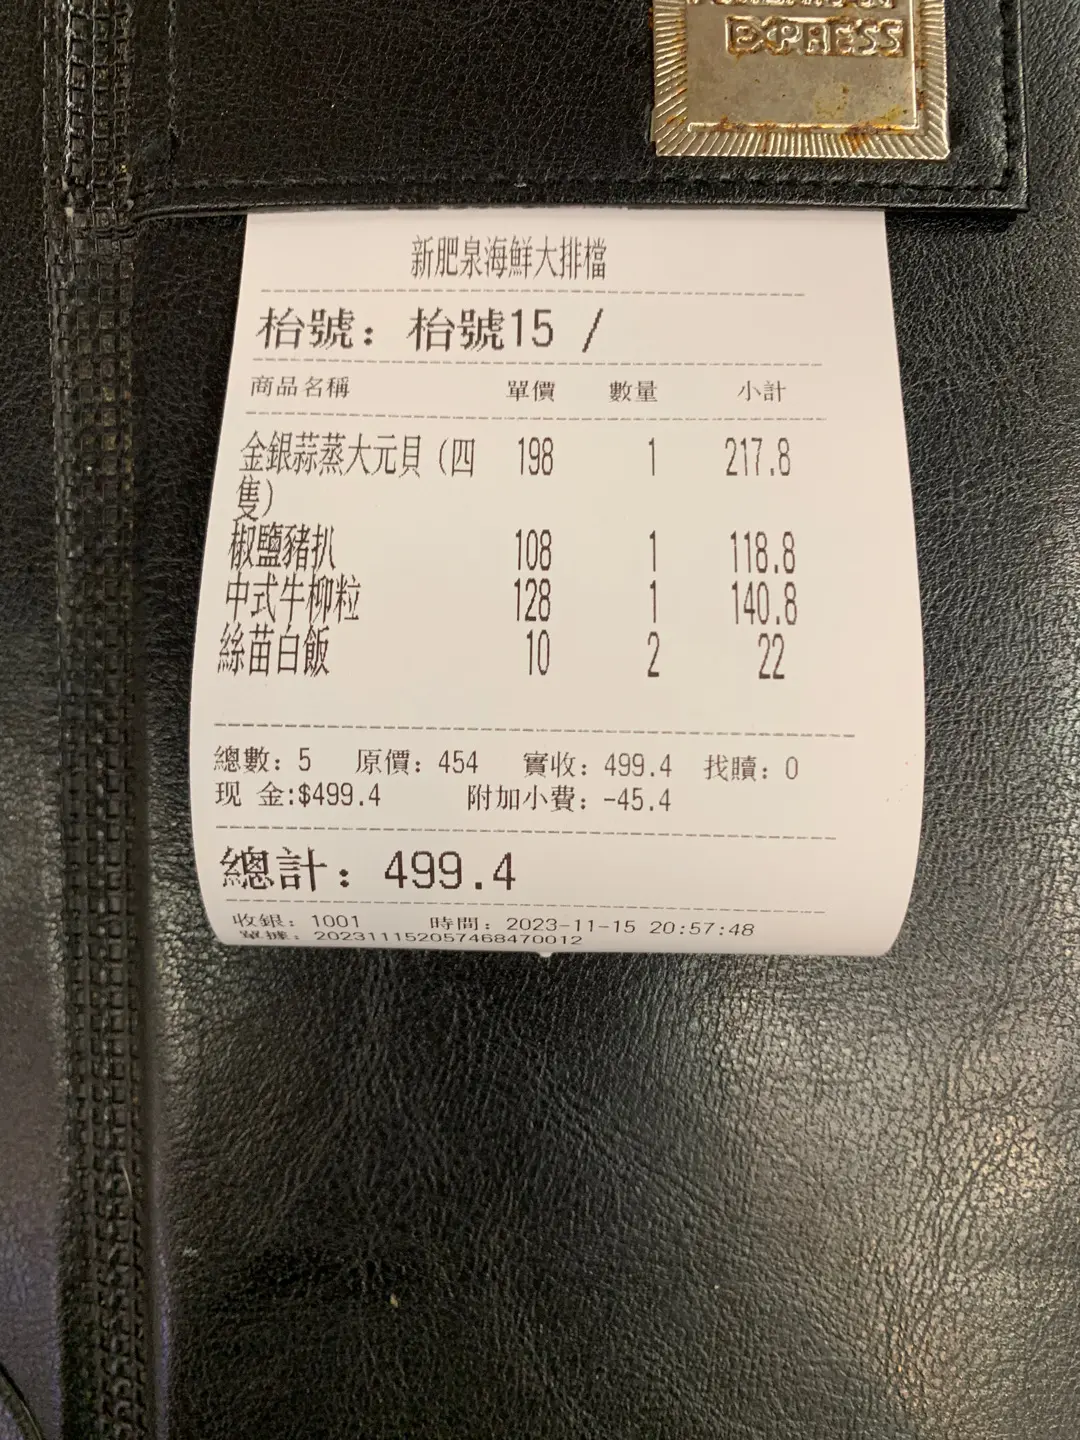 EXPRESS
新肥泉海鮮大排檔
枱號：枱號15 /
商品名稱 單價 數量 小計
金銀蒜蒸大元貝（四 198 1 217.8
隻）
椒鹽豬扒 108 1 118.8
中式牛柳粒 128 1 140.8
絲苗白飯 10 2 22
總數：5 原價：454 實收：499.4 找贖：0
现 金:$499.4 附加小費：-45.4
總計：499.4
收銀：1001 時間：2023-11-15 20:57:48
單據：202311152057468470012